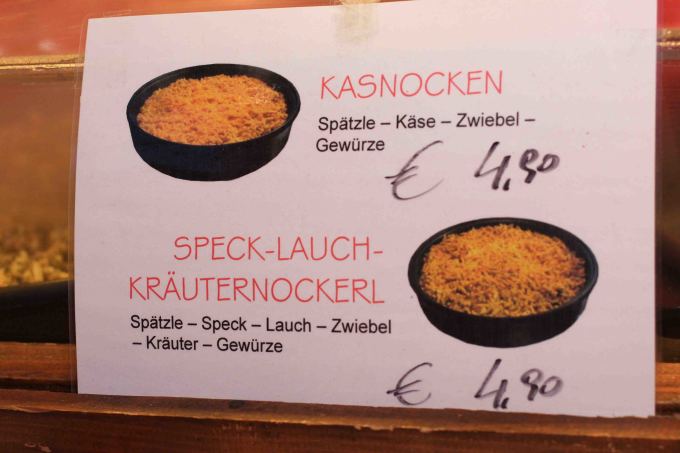 KASNOCKEN
Spätzle – Käse – Zwiebel –
Gewürze
€ 4,90
SPECK-LAUCH-
KRÄUTERNOCKERL
Spätzle – Speck – Lauch – Zwiebel
– Kräuter – Gewürze
€ 4,90